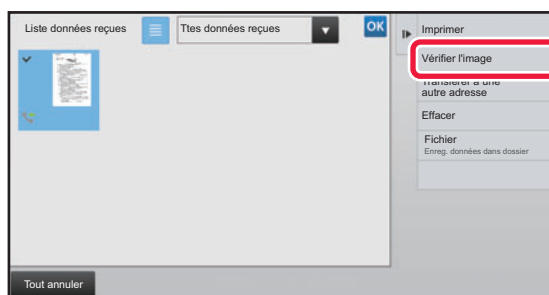 Liste données reçues
Ttes données reçues
OK
Imprimer
Vérifier l'image
Transférer à une
autre adresse
Effacer
Fichier
Enreg. données dans dossier
Tout annuler